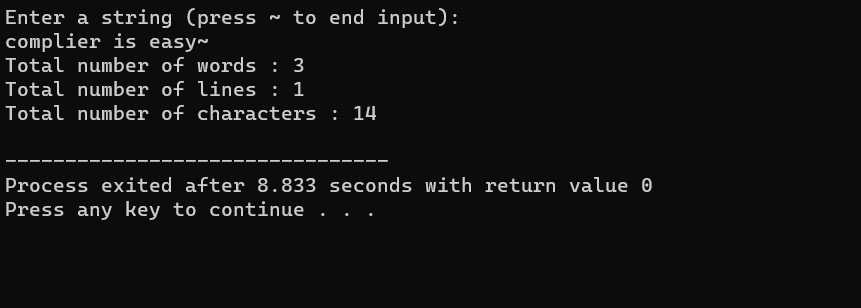 Enter a string (press ~ to end input):
complier is easy~
Total number of words : 3
Total number of lines : 1
Total number of characters : 14

--------------------------------
Process exited after 8.833 seconds with return value 0
Press any key to continue . . .